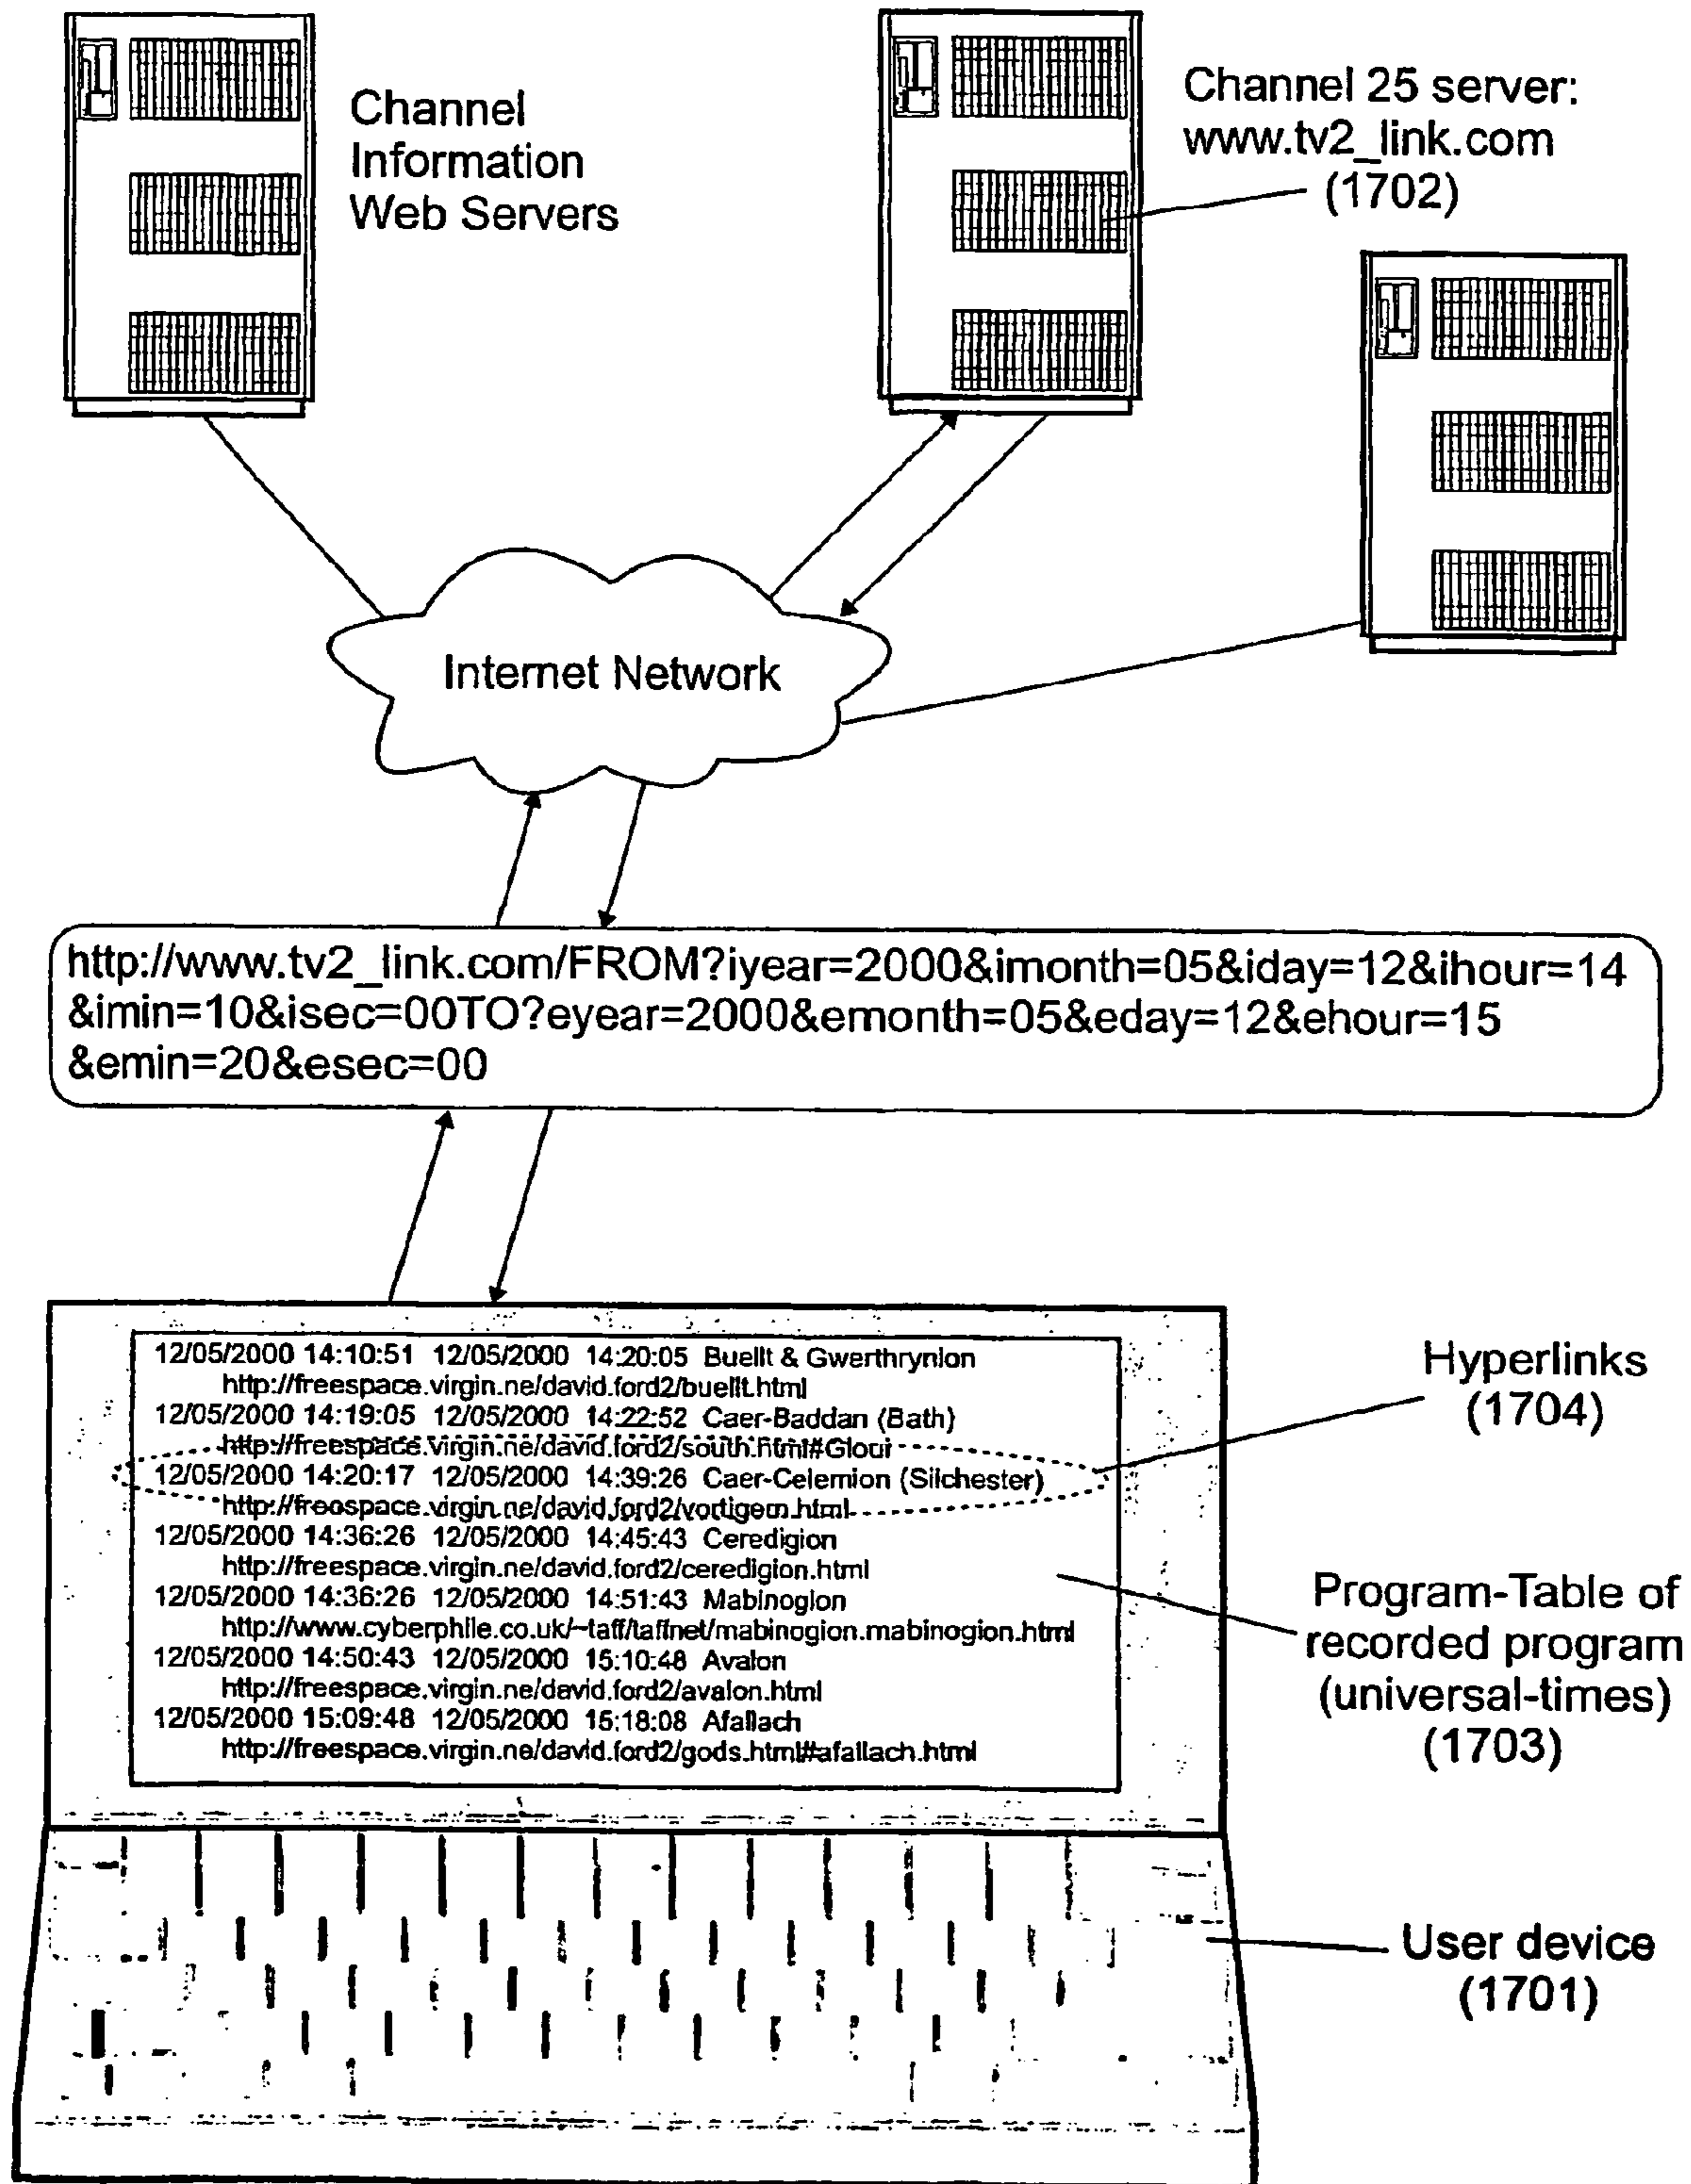 Channel
Information
Web Servers
Channel 25 server:
www.tv2_link.com
(1702)
Internet Network
http://www.tv2_link.com/FROM?iyear=2000&imonth=05&iday=12&ihour=14
&imin=10&isec=00TO?eyear=2000&emonth=05&eday=12&ehour=15
&emin=20&esec=00
12/05/2000 14:10:51 12/05/2000 14:20:05 Buellt & Gwerthrynion
http://freespace.virgin.ne/david.ford2/buellt.html
12/05/2000 14:19:05 12/05/2000 14:22:52 Caer-Baddan (Bath)
http://freespace.virgin.ne/david.ford2/south.html#Gloui
12/05/2000 14:20:17 12/05/2000 14:39:26 Caer-Celemion (Silchester)
http://freespace.virgin.ne/david.ford2/vortigern.html
12/05/2000 14:36:26 12/05/2000 14:45:43 Ceredigion
http://freespace.virgin.ne/david.ford2/ceredigion.html
12/05/2000 14:36:26 12/05/2000 14:51:43 Mabinogion
http://www.cyberphile.co.uk/~taff/taffnet/mabinogion.mabinogion.html
12/05/2000 14:50:43 12/05/2000 15:10:48 Avalon
http://freespace.virgin.ne/david.ford2/avalon.html
12/05/2000 15:09:48 12/05/2000 15:18:08 Afallach
http://freespace.virgin.ne/david.ford2/gods.html#afallach.html
Hyperlinks
(1704)
Program-Table of
recorded program
(universal-times)
(1703)
User device
(1701)